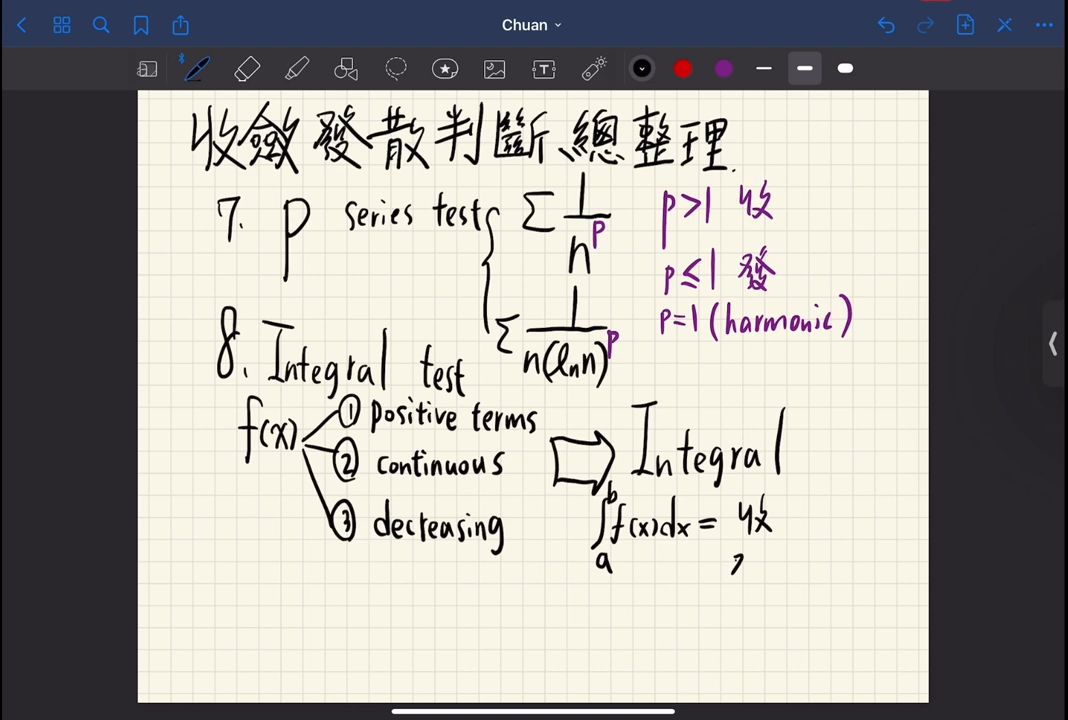 Chuan
收斂發散判斷、總整理.
7. p series test { Σ 1/n^p p>1 收
p≤1 發
p=1 (harmonic)
Σ 1/n(ln n)^p
8. Integral test
f(x) ① positive terms
② continuous ⇨ Integral
③ decreasing ∫_a^b f(x)dx = 收